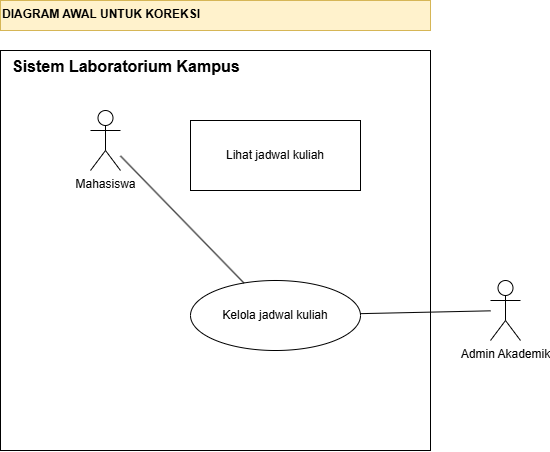 DIAGRAM AWAL UNTUK KOREKSI
Sistem Laboratorium Kampus
Lihat jadwal kuliah
Mahasiswa
Kelola jadwal kuliah
Admin Akademik